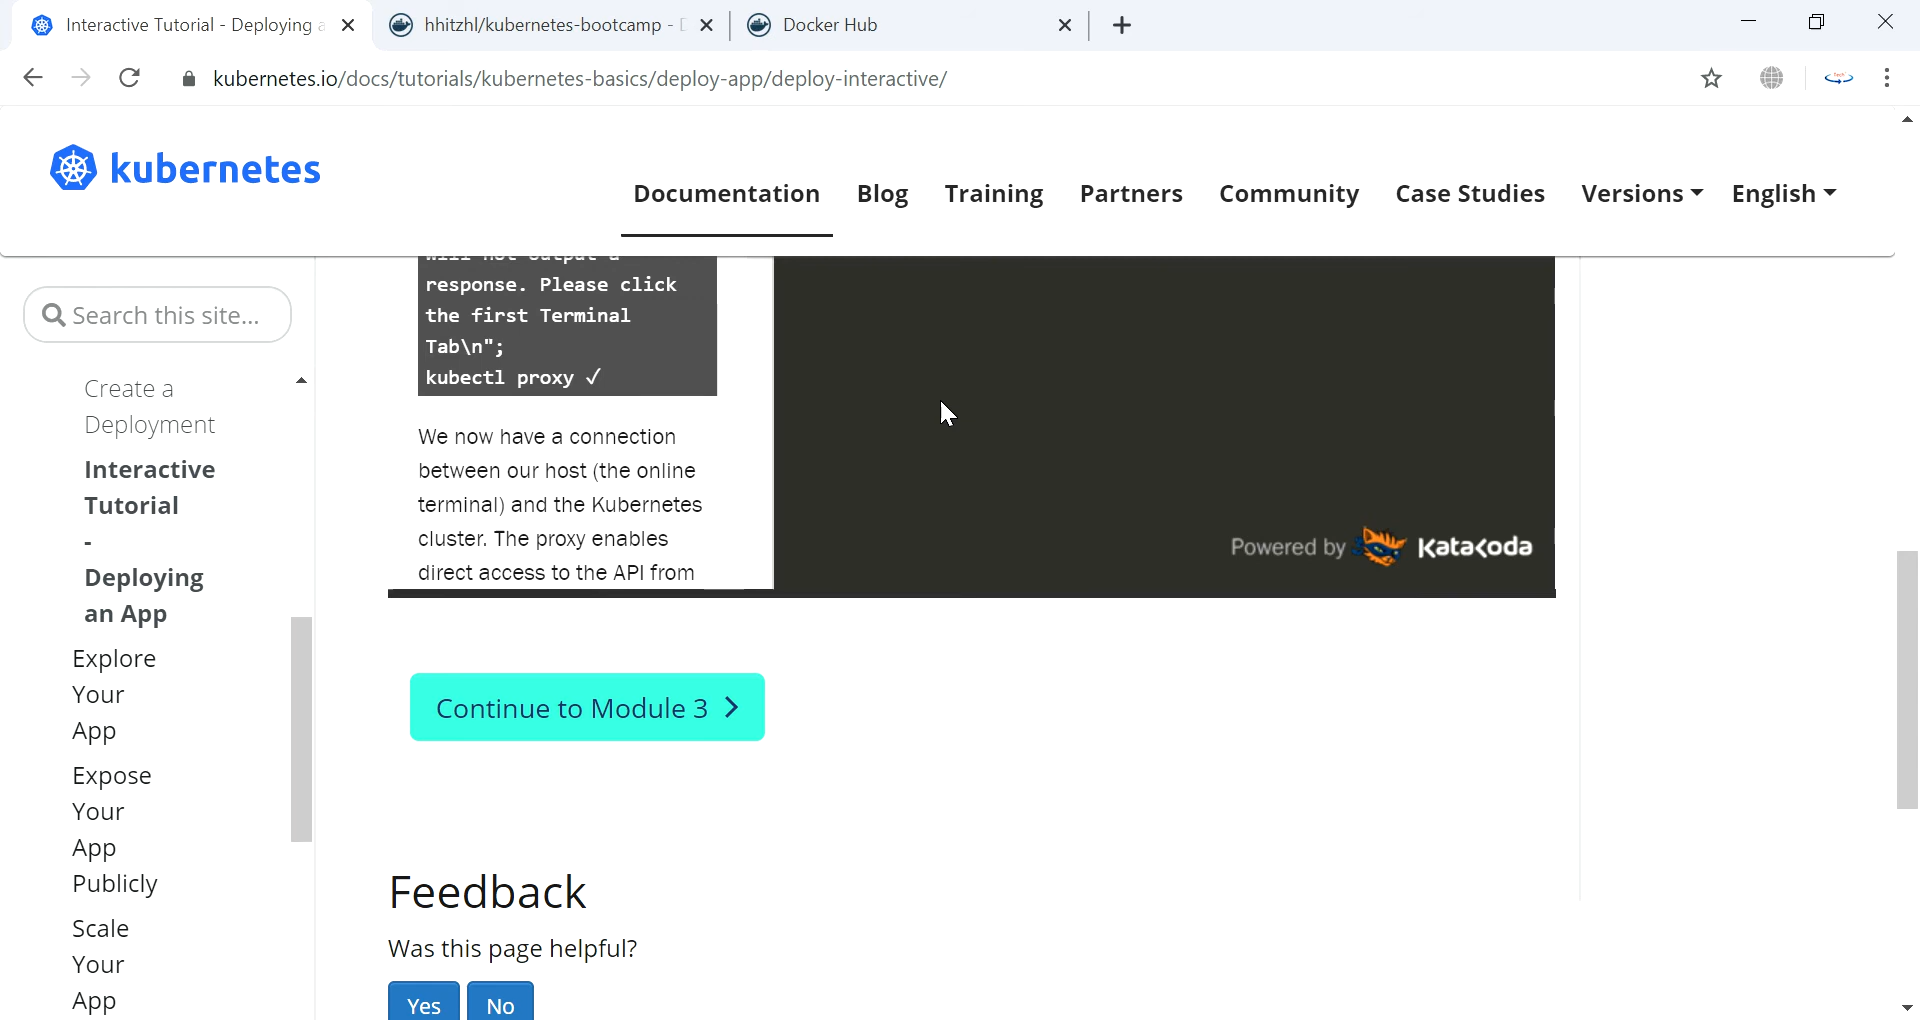 Interactive Tutorial - Deploying a
hhitzhl/kubernetes-bootcamp - D
Docker Hub
kubernetes.io/docs/tutorials/kubernetes-basics/deploy-app/deploy-interactive/
kubernetes
Documentation Blog Training Partners Community Case Studies Versions English
Search this site...
Create a
Deployment
Interactive
Tutorial
-
Deploying
an App
Explore
Your
App
Expose
Your
App
Publicly
Scale
Your
App
will not output a
response. Please click
the first Terminal
Tab\n";
kubectl proxy ✓
We now have a connection
between our host (the online
terminal) and the Kubernetes
cluster. The proxy enables
direct access to the API from
Powered by Katacoda
Continue to Module 3 >
Feedback
Was this page helpful?
Yes No